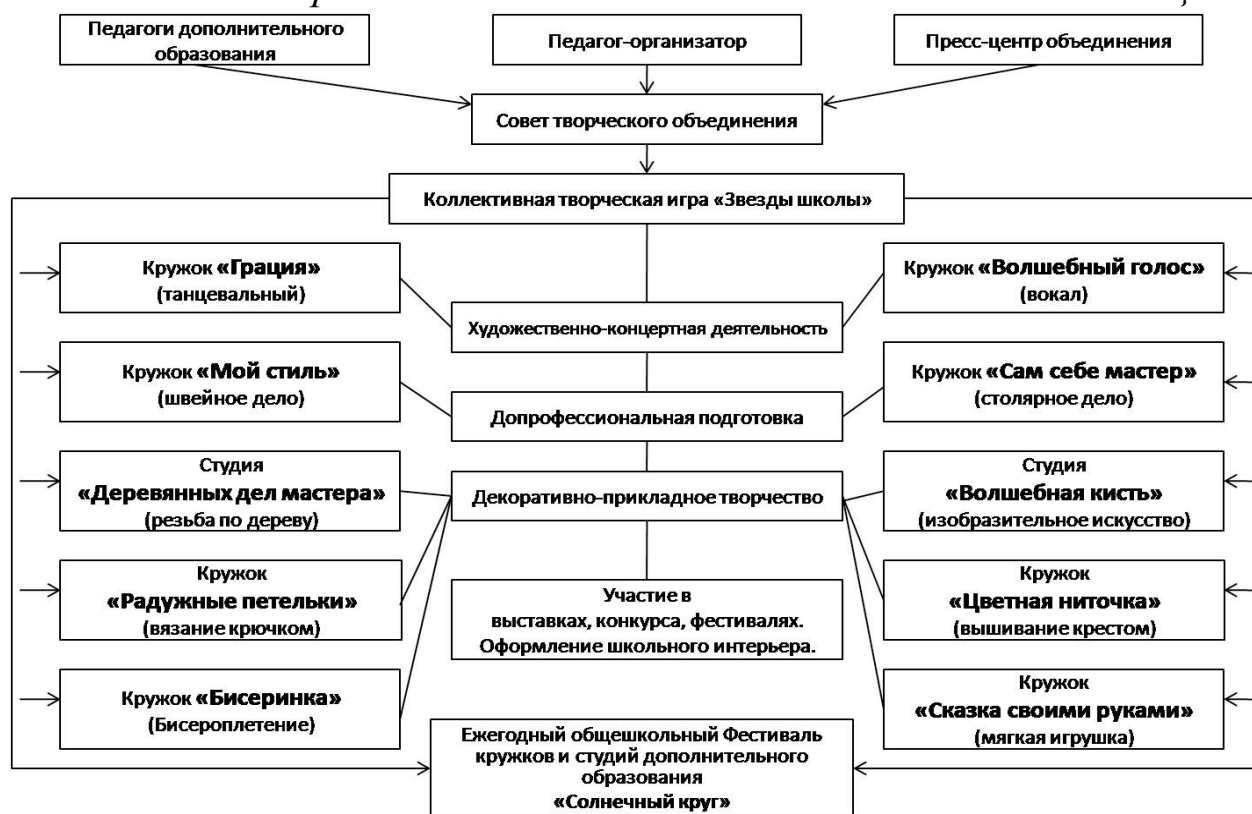 Педагоги дополнительного
образования
Педагог-организатор
Пресс-центр объединения
Совет творческого объединения
Коллективная творческая игра «Звезды школы»
Кружок «Грация»
(танцевальный)
Кружок «Волшебный голос»
(вокал)
Художественно-концертная деятельность
Кружок «Мой стиль»
(швейное дело)
Кружок «Сам себе мастер»
(столярное дело)
Допрофессиональная подготовка
Студия
«Деревянных дел мастера»
(резьба по дереву)
Декоративно-прикладное творчество
Студия
«Волшебная кисть»
(изобразительное искусство)
Кружок
«Радужные петельки»
(вязание крючком)
Участие в
выставках, конкурса, фестивалях.
Оформление школьного интерьера.
Кружок
«Цветная ниточка»
(вышивание крестом)
Кружок «Бисеринка»
(Бисероплетение)
Кружок
«Сказка своими руками»
(мягкая игрушка)
Ежегодный общешкольный Фестиваль
кружков и студий дополнительного
образования
«Солнечный круг»